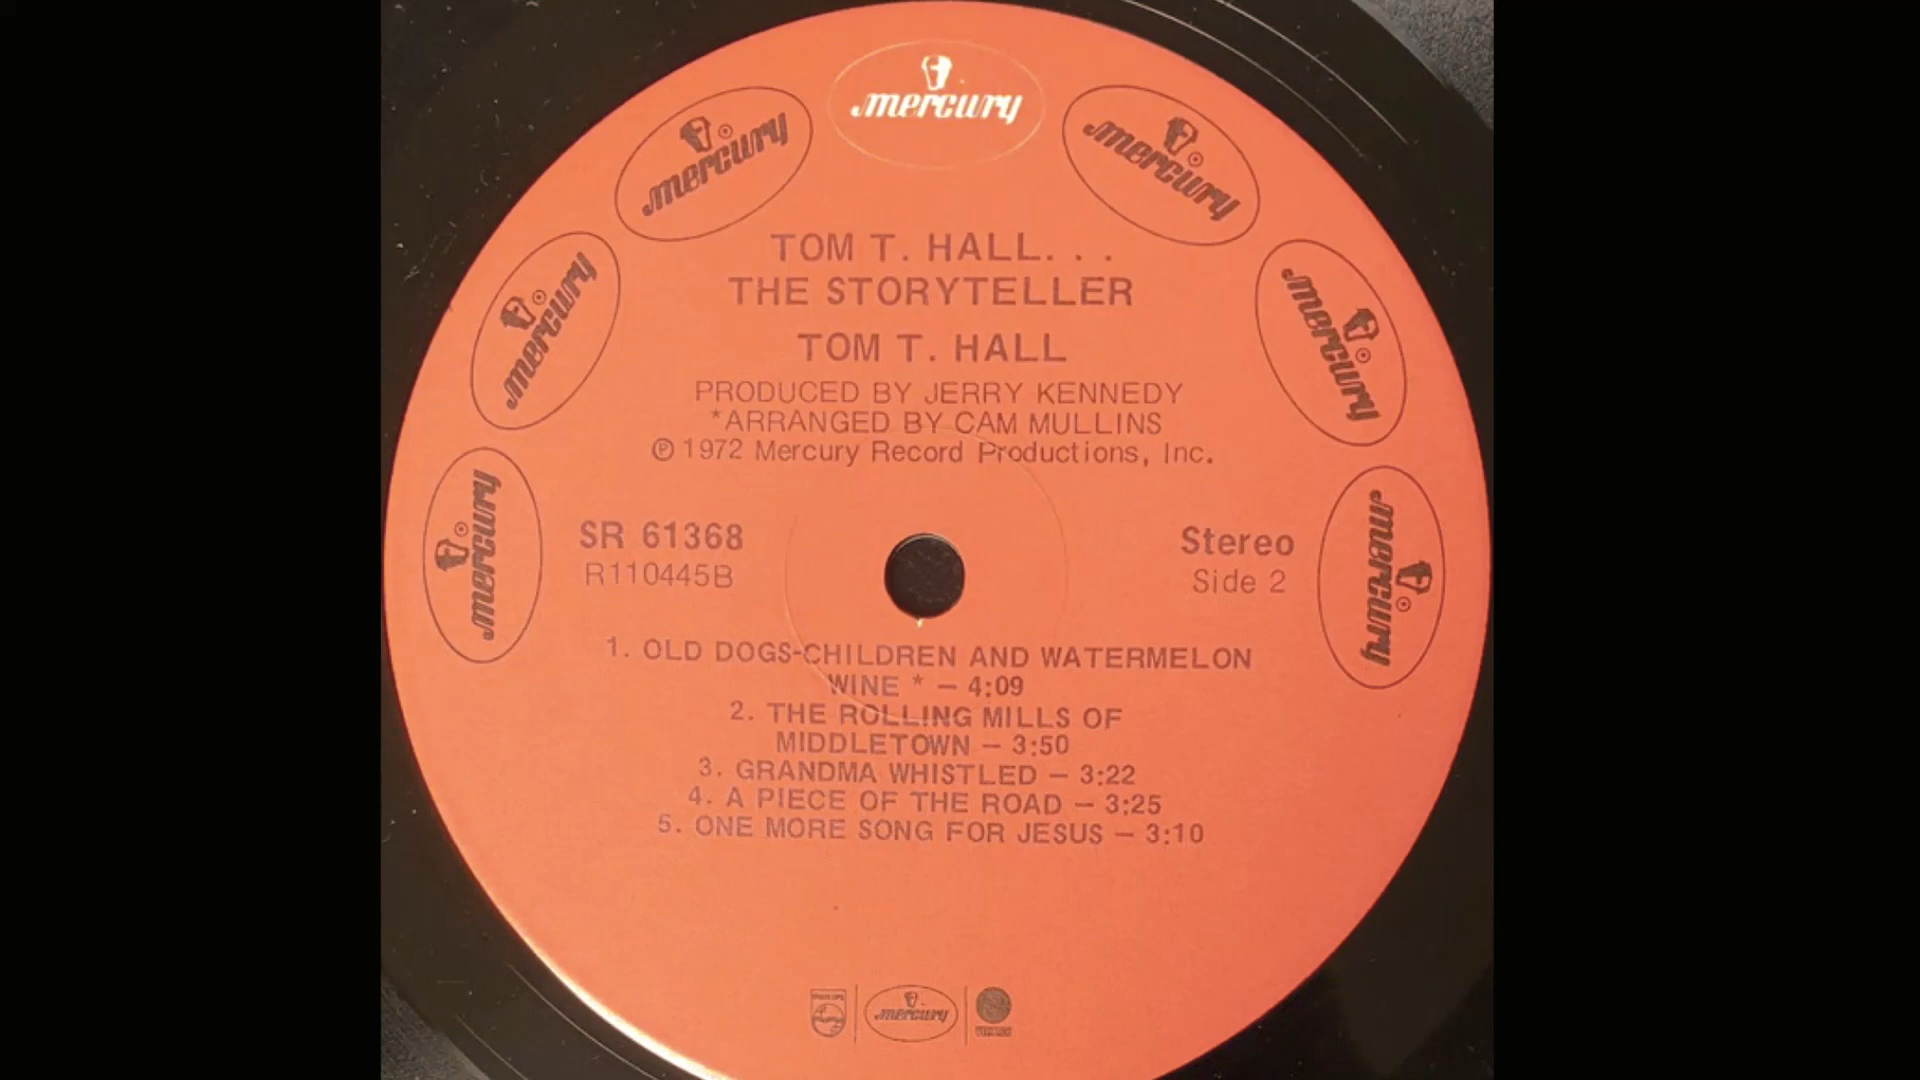 mercury
mercury
mercury
mercury
mercury
mercury
mercury
TOM T. HALL. . .
THE STORYTELLER
TOM T. HALL
PRODUCED BY JERRY KENNEDY
*ARRANGED BY CAM MULLINS
℗ 1972 Mercury Record Productions, Inc.
SR 61368
R110445B
Stereo
Side 2
1. OLD DOGS-CHILDREN AND WATERMELON
WINE * — 4:09
2. THE ROLLING MILLS OF
MIDDLETOWN — 3:50
3. GRANDMA WHISTLED — 3:22
4. A PIECE OF THE ROAD — 3:25
5. ONE MORE SONG FOR JESUS — 3:10
PHILIPS
mercury